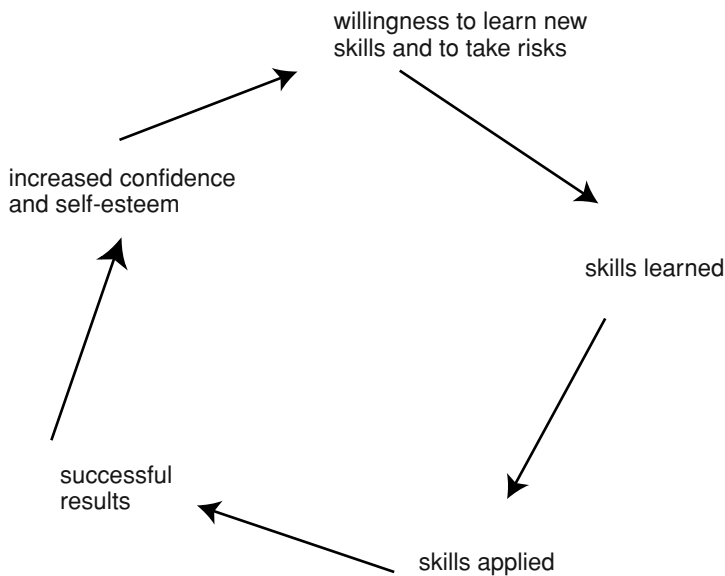 willingness to learn new
skills and to take risks
increased confidence
and self-esteem
skills learned
successful
results
skills applied